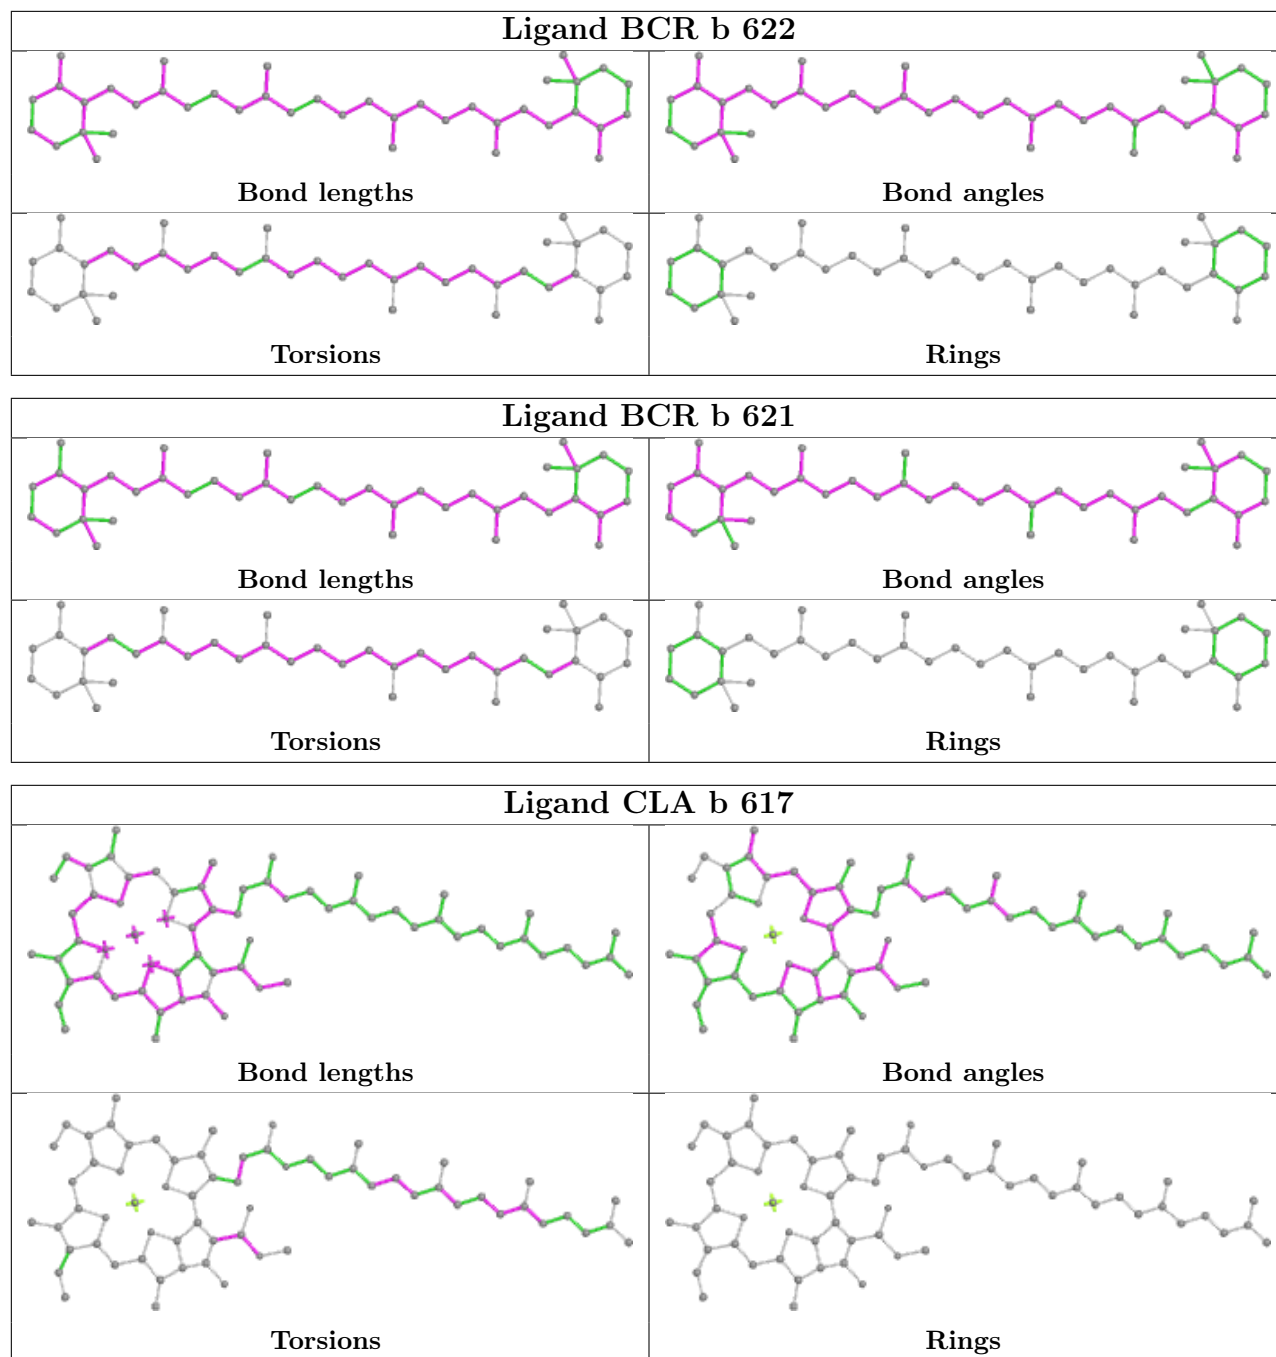 Ligand BCR b 622
Bond lengths
Bond angles
Torsions
Rings
Ligand BCR b 621
Bond lengths
Bond angles
Torsions
Rings
Ligand CLA b 617
Bond lengths
Bond angles
Torsions
Rings